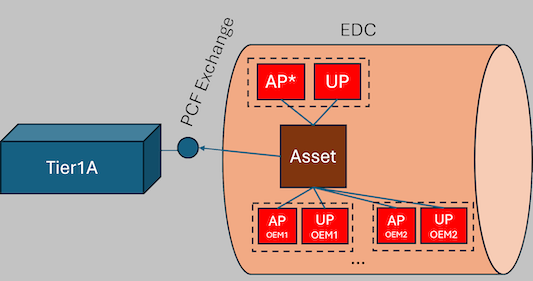 EDC
PCF Exchange
AP* UP
Tier1A
Asset
AP UP AP UP
OEM1 OEM1 OEM2 OEM2
...